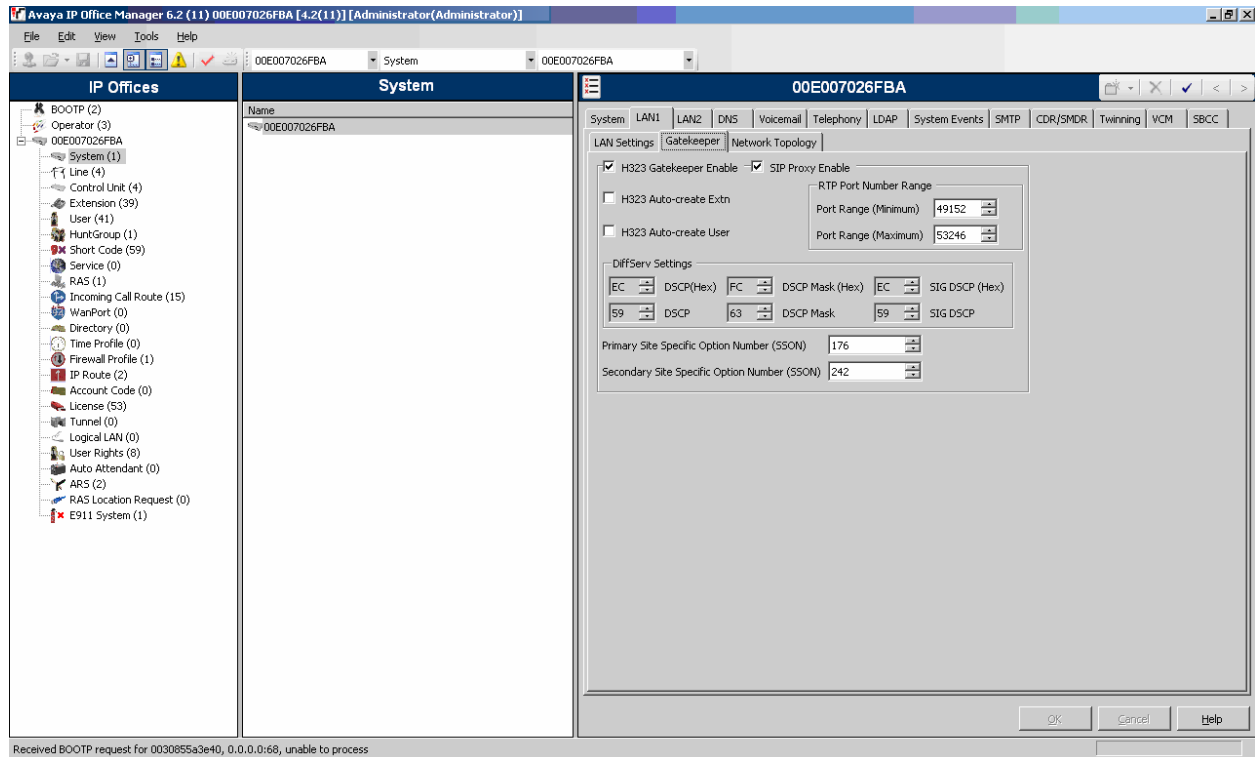 Avaya IP Office Manager 6.2 (11) 00E007026FBA [4.2(11)] [Administrator(Administrator)]
File Edit View Tools Help
00E007026FBA System 00E007026FBA
IP Offices
BOOTP (2)
Operator (3)
00E007026FBA
System (1)
Line (4)
Control Unit (4)
Extension (39)
User (41)
HuntGroup (1)
Short Code (59)
Service (0)
RAS (1)
Incoming Call Route (15)
WanPort (0)
Directory (0)
Time Profile (0)
Firewall Profile (1)
IP Route (2)
Account Code (0)
License (53)
Tunnel (0)
Logical LAN (0)
User Rights (8)
Auto Attendant (0)
ARS (2)
RAS Location Request (0)
E911 System (1)
System
Name
00E007026FBA
00E007026FBA
System LAN1 LAN2 DNS Voicemail Telephony LDAP System Events SMTP CDR/SMDR Twinning VCM SBCC
LAN Settings Gatekeeper Network Topology
H323 Gatekeeper Enable SIP Proxy Enable
RTP Port Number Range
H323 Auto-create Extn
Port Range (Minimum) 49152
H323 Auto-create User
Port Range (Maximum) 53246
DiffServ Settings
EC DSCP(Hex) FC DSCP Mask (Hex) EC SIG DSCP (Hex)
59 DSCP 63 DSCP Mask 59 SIG DSCP
Primary Site Specific Option Number (SSON) 176
Secondary Site Specific Option Number (SSON) 242
OK Cancel Help
Received BOOTP request for 0030855a3e40, 0.0.0.0:68, unable to process